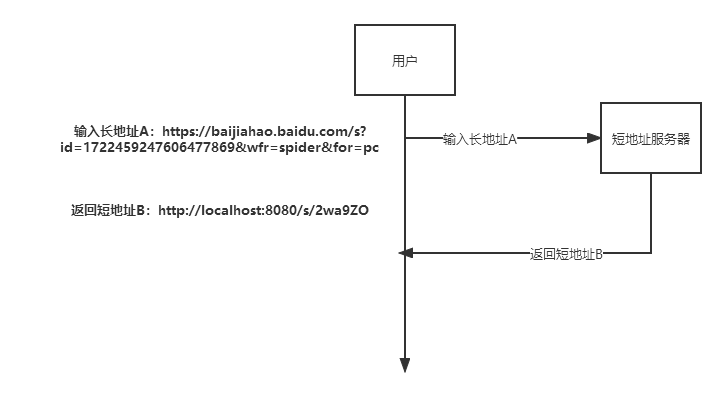 用户
输入长地址A：https://baijiahao.baidu.com/s?
id=1722459247606477869&wfr=spider&for=pc
输入长地址A
短地址服务器
返回短地址B：http://localhost:8080/s/2wa9ZO
返回短地址B